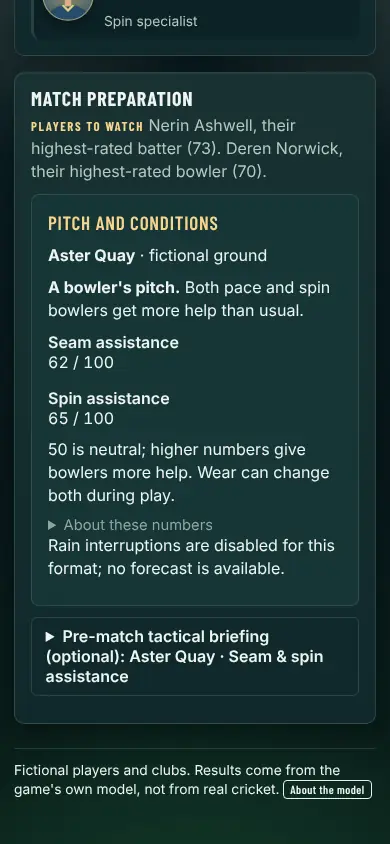 Spin specialist
MATCH PREPARATION
PLAYERS TO WATCH Nerin Ashwell, their
highest-rated batter (73). Deren Norwick,
their highest-rated bowler (70).
PITCH AND CONDITIONS
Aster Quay · fictional ground
A bowler's pitch. Both pace and spin
bowlers get more help than usual.
Seam assistance
62 / 100
Spin assistance
65 / 100
50 is neutral; higher numbers give
bowlers more help. Wear can change
both during play.
▶ About these numbers
Rain interruptions are disabled for this
format; no forecast is available.
▶ Pre-match tactical briefing
(optional): Aster Quay · Seam & spin
assistance
Fictional players and clubs. Results come from the
game's own model, not from real cricket. About the model